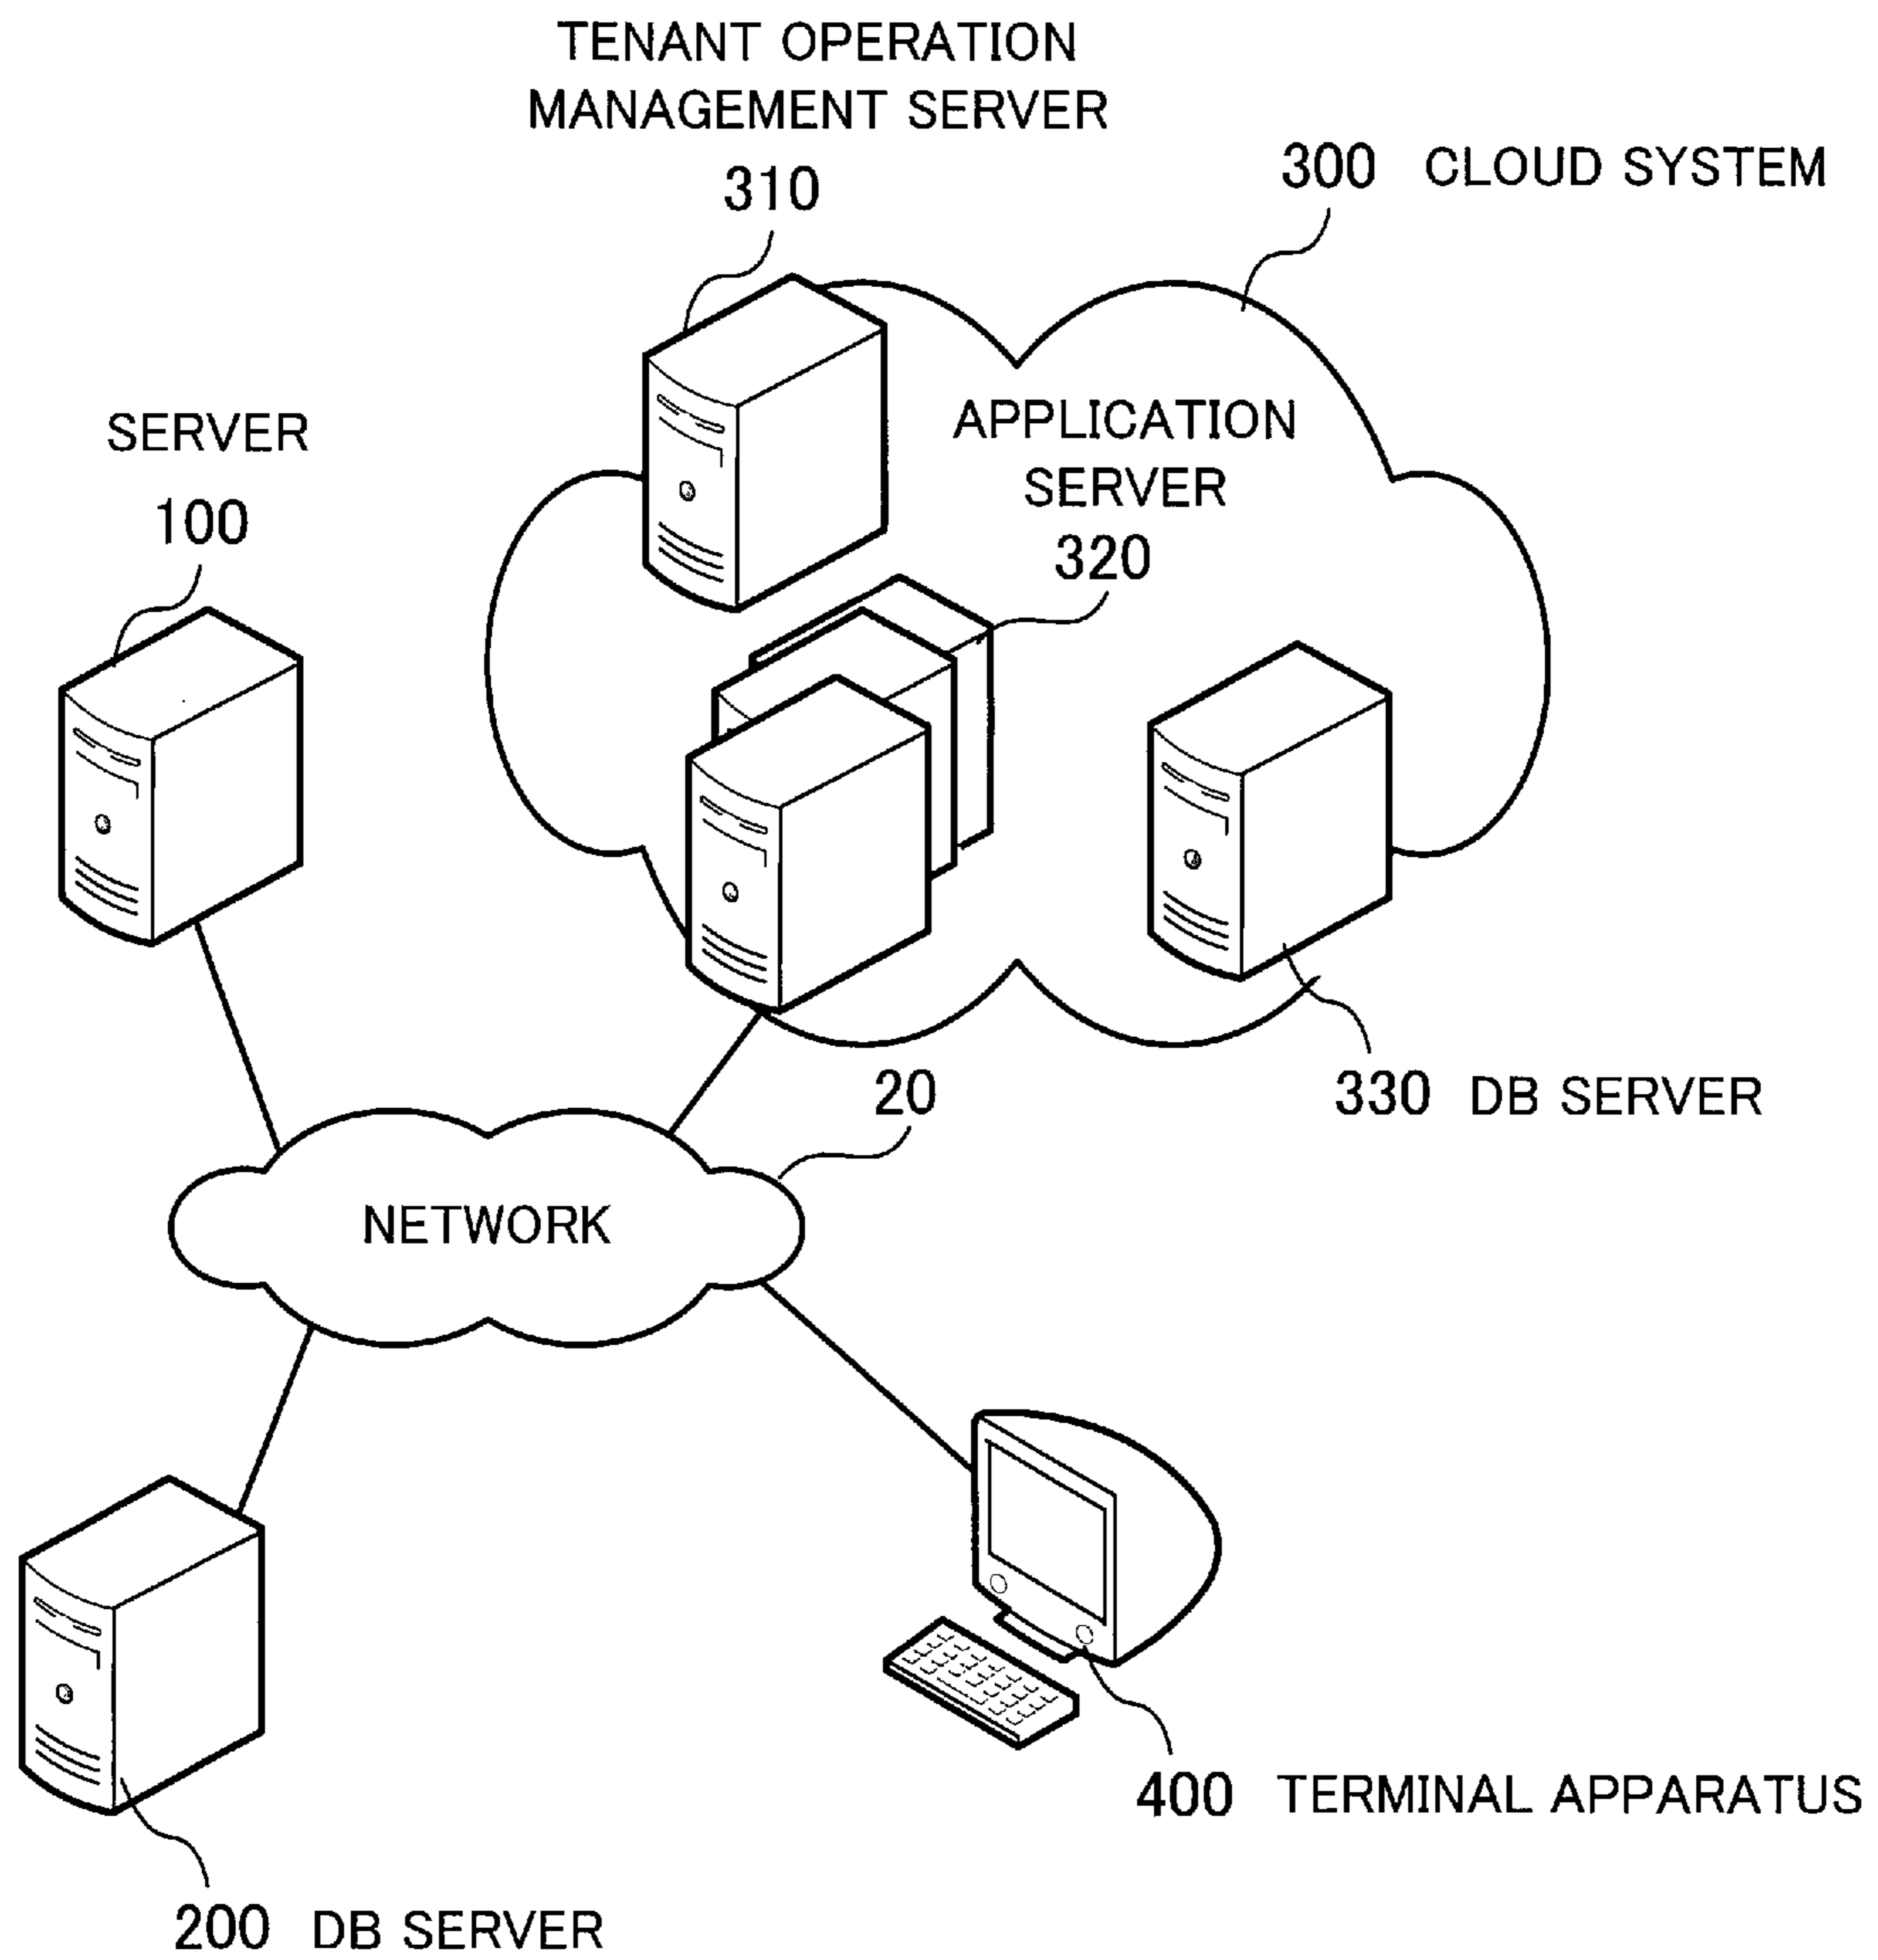 TENANT OPERATION
MANAGEMENT SERVER
310
300 CLOUD SYSTEM
SERVER
100
APPLICATION
SERVER
320
330 DB SERVER
20
NETWORK
400 TERMINAL APPARATUS
200 DB SERVER